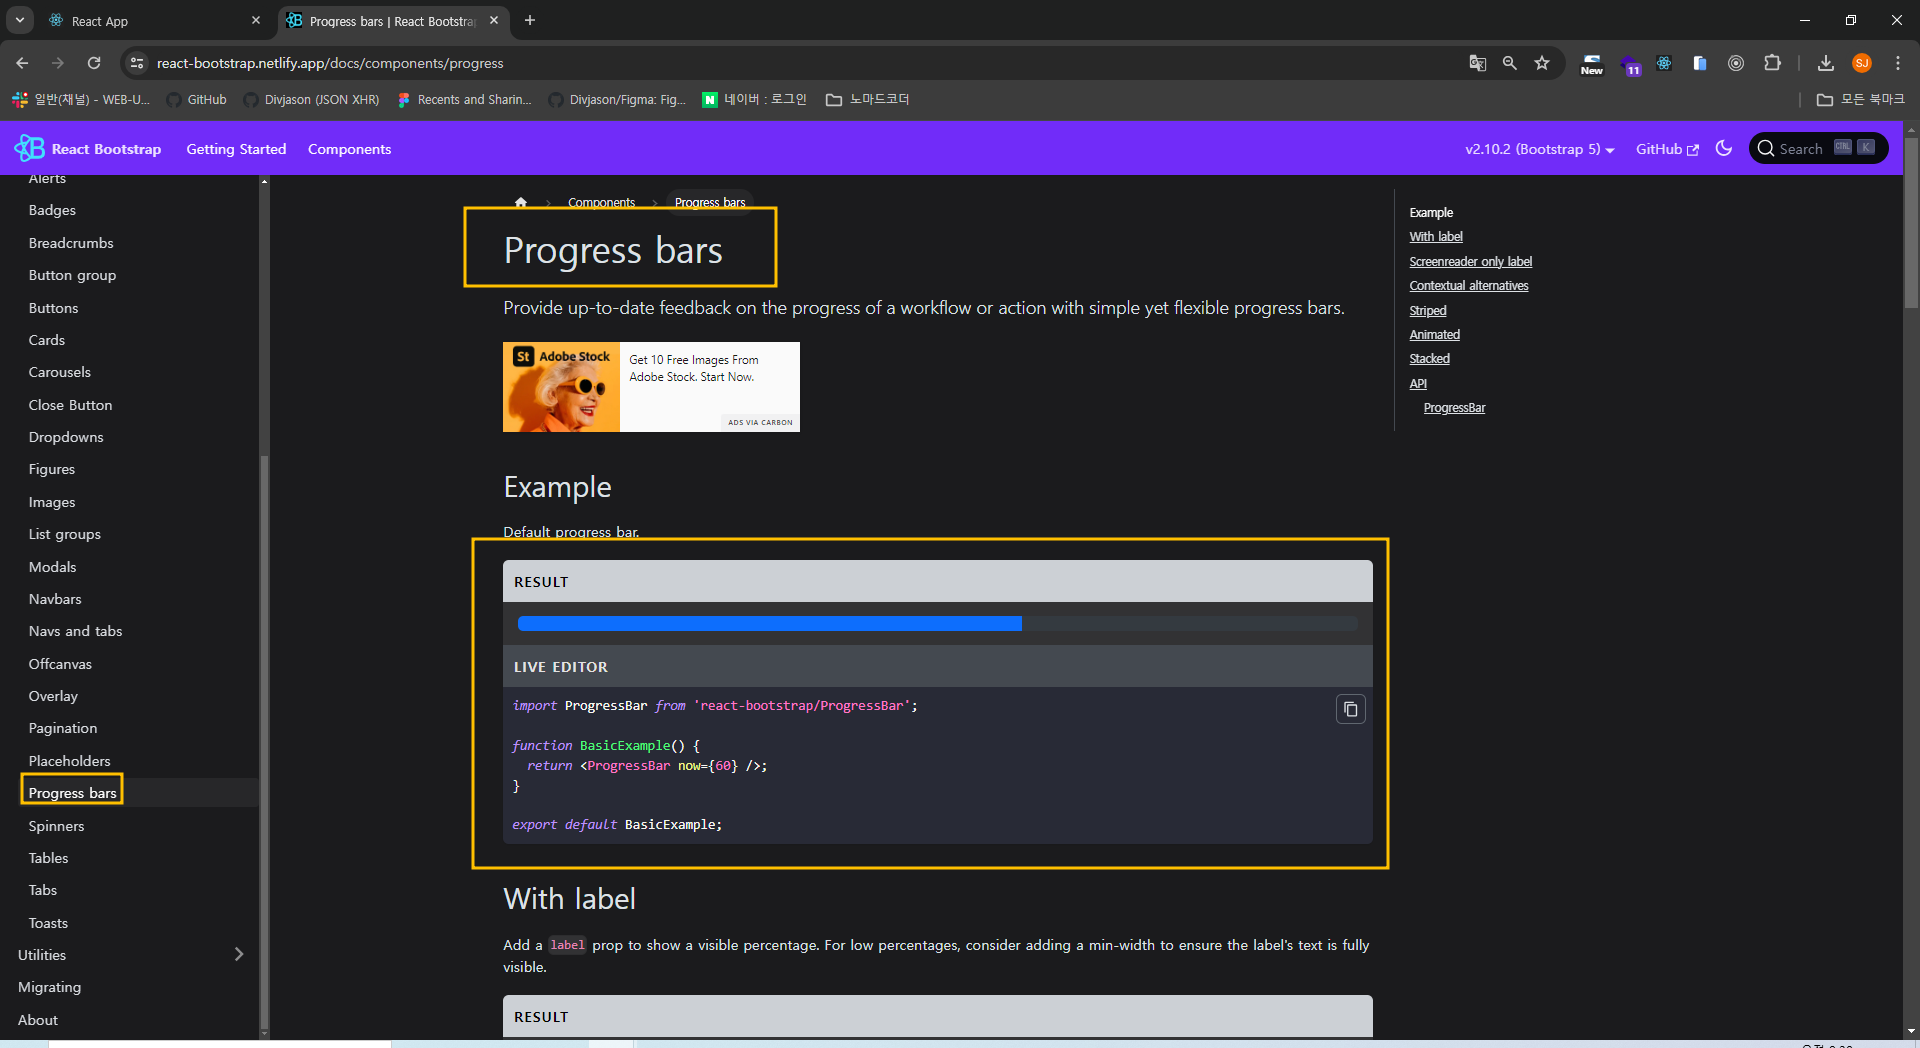 React App
Progress bars | React Bootstrap
react-bootstrap.netlify.app/docs/components/progress
New
11
SJ
일반(채널) - WEB-U...
GitHub
Divjason (JSON XHR)
Recents and Sharin...
Divjason/Figma: Fig...
N 네이버 : 로그인
노마드코더
모든 북마크
React Bootstrap
Getting Started
Components
v2.10.2 (Bootstrap 5)
GitHub
Search
CTRL K
Alerts
Badges
Breadcrumbs
Button group
Buttons
Cards
Carousels
Close Button
Dropdowns
Figures
Images
List groups
Modals
Navbars
Navs and tabs
Offcanvas
Overlay
Pagination
Placeholders
Progress bars
Spinners
Tables
Tabs
Toasts
Utilities
Migrating
About
Components
Progress bars
Progress bars
Provide up-to-date feedback on the progress of a workflow or action with simple yet flexible progress bars.
St Adobe Stock
Get 10 Free Images From
Adobe Stock. Start Now.
ADS VIA CARBON
Example
Default progress bar.
RESULT
LIVE EDITOR
import ProgressBar from 'react-bootstrap/ProgressBar';
function BasicExample() {
return <ProgressBar now={60} />;
}
export default BasicExample;
With label
Add a label prop to show a visible percentage. For low percentages, consider adding a min-width to ensure the label's text is fully
visible.
RESULT
Example
With label
Screenreader only label
Contextual alternatives
Striped
Animated
Stacked
API
ProgressBar